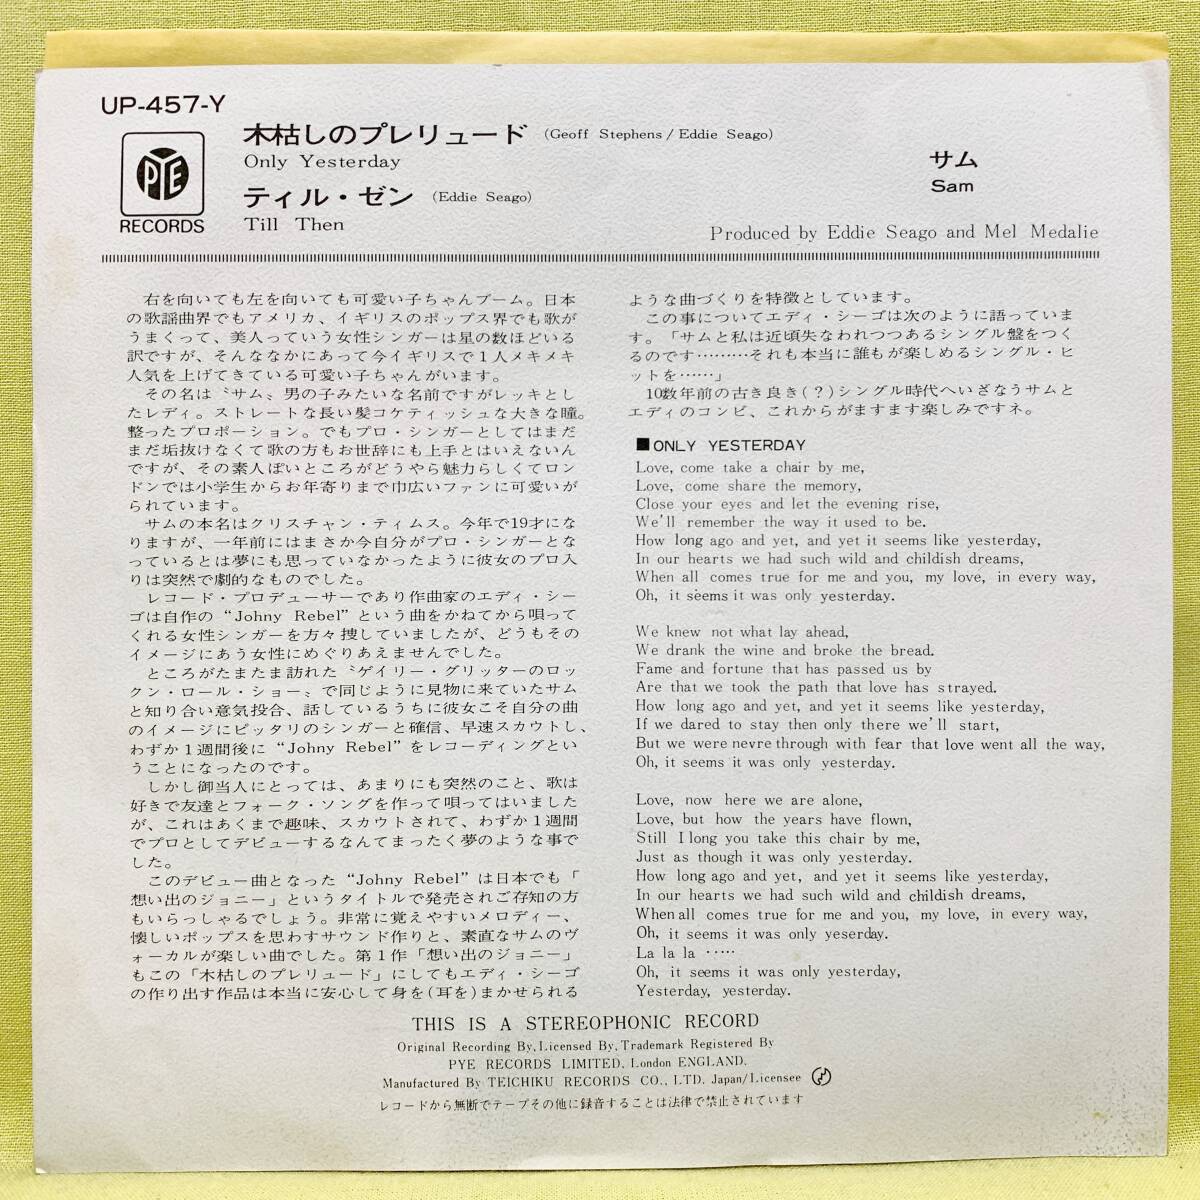 UP-457-Y
PYE
RECORDS
木枯しのプレリュード (Geoff Stephens / Eddie Seago)
Only Yesterday
ティル・ゼン (Eddie Seago)
Till Then
サム
Sam
Produced by Eddie Seago and Mel Medalie
右を向いても左を向いても可愛い子ちゃんブーム。日本
の歌謡曲界でもアメリカ、イギリスのポップス界でも歌が
うまくって、美人っていう女性シンガーは星の数ほどいる
訳ですが、そんななかにあって今イギリスで1人メキメキ
人気を上げてきている可愛い子ちゃんがいます。
その名は〝サム〟男の子みたいな名前ですがレッキとし
たレディ。ストレートな長い髪コケティッシュな大きな瞳。
整ったプロポーション。でもプロ・シンガーとしてはまだ
まだ垢抜けなくて歌の方もお世辞にも上手とはいえないん
ですが、その素人ぽいところがどうやら魅力らしくてロン
ドンでは小学生からお年寄りまで巾広いファンに可愛いが
られています。
サムの本名はクリスチャン・ティムス。今年で19才にな
りますが、一年前にはまさか今自分がプロ・シンガーとな
っているとは夢にも思っていなかったように彼女のプロ入
りは突然で劇的なものでした。
レコード・プロデューサーであり作曲家のエディ・シー
ゴは自作の “Johny Rebel” という曲をかねてから唄って
くれる女性シンガーを方々捜していましたが、どうもその
イメージにあう女性にめぐりあえませんでした。
ところがたまたま訪れた〝ゲイリー・グリッターのロッ
クン・ロール・ショー〟で同じように見物に来ていたサム
と知り合い意気投合、話しているうちに彼女こそ自分の曲
のイメージにピッタリのシンガーと確信、早速スカウトし、
わずか1週間後に “Johny Rebel” をレコーディングとい
うことになったのです。
しかし御当人にとっては、あまりにも突然のこと、歌は
好きで友達とフォーク・ソングを作って唄ってはいました
が、これはあくまで趣味、スカウトされて、わずか1週間
でプロとしてデビューするなんてまったく夢のような事で
した。
このデビュー曲となった “Johny Rebel” は日本でも「
想い出のジョニー」というタイトルで発売されご存知の方
もいらっしゃるでしょう。非常に覚えやすいメロディー、
懐しいポップスを思わすサウンド作りと、素直なサムのヴ
ォーカルが楽しい曲でした。第1作「想い出のジョニー」
もこの「木枯しのプレリュード」にしてもエディ・シーゴ
の作り出す作品は本当に安心して身を(耳を)まかせられる
ような曲づくりを特徴としています。
この事についてエディ・シーゴは次のように語っていま
す。「サムと私は近頃失なわれつつあるシングル盤をつく
るのです………それも本当に誰もが楽しめるシングル・ヒ
ットを……」
10数年前の古き良き(?)シングル時代へいざなうサムと
エディのコンビ、これからがますます楽しみですネ。
■ONLY YESTERDAY
Love, come take a chair by me,
Love, come share the memory,
Close your eyes and let the evening rise,
We'll remember the way it used to be.
How long ago and yet, and yet it seems like yesterday,
In our hearts we had such wild and childish dreams,
When all comes true for me and you, my love, in every way,
Oh, it seems it was only yesterday.
We knew not what lay ahead,
We drank the wine and broke the bread.
Fame and fortune that has passed us by
Are that we took the path that love has strayed.
How long ago and yet, and yet it seems like yesterday,
If we dared to stay then only there we'll start,
But we were nevre through with fear that love went all the way,
Oh, it seems it was only yesterday.
Love, now here we are alone,
Love, but how the years have flown,
Still I long you take this chair by me,
Just as though it was only yesterday.
How long ago and yet, and yet it seems like yesterday,
In our hearts we had such wild and childish dreams,
When all comes true for me and you, my love, in every way,
Oh, it seems it was only yeserday.
La la la ‥‥‥
Oh, it seems it was only yesterday,
Yesterday, yesterday.
THIS IS A STEREOPHONIC RECORD
Original Recording By, Licensed By, Trademark Registered By
PYE RECORDS LIMITED, London ENGLAND.
Manufactured By TEICHIKU RECORDS CO., LTD. Japan/Licensee
レコードから無断でテープその他に録音することは法律で禁止されています